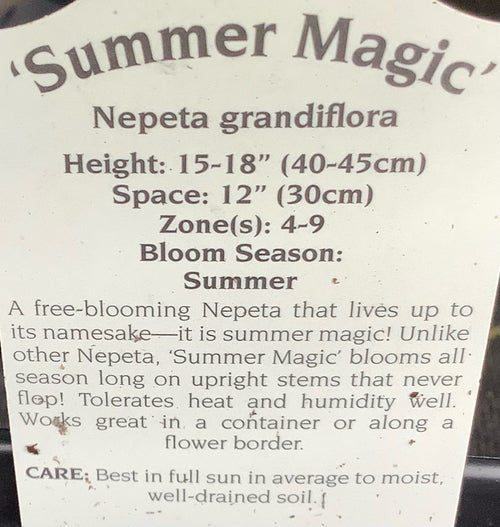 'Summer Magic'
Nepeta grandiflora
Height: 15-18" (40-45cm)
Space: 12" (30cm)
Zone(s): 4-9
Bloom Season:
Summer
A free-blooming Nepeta that lives up to
its namesake—it is summer magic! Unlike
other Nepeta, 'Summer Magic' blooms all
season long on upright stems that never
flop! Tolerates heat and humidity well.
Works great in a container or along a
flower border.
CARE: Best in full sun in average to moist,
well-drained soil.